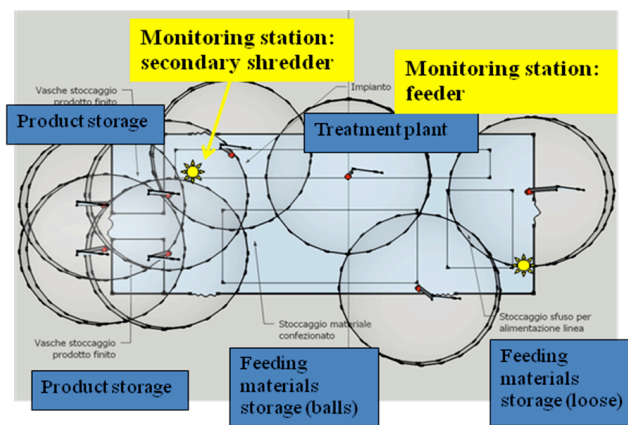 Monitoring station:
secondary shredder
Monitoring station:
feeder
Vasche stoccaggio
prodotto finito
Impianto
Product storage
Treatment plant
Stoccaggio materiale
confezionato
Stoccaggio sfuso per
alimentazione linea
Vasche stoccaggio
prodotto finito
Product storage
Feeding
materials
storage (balls)
Feeding
materials
storage (loose)